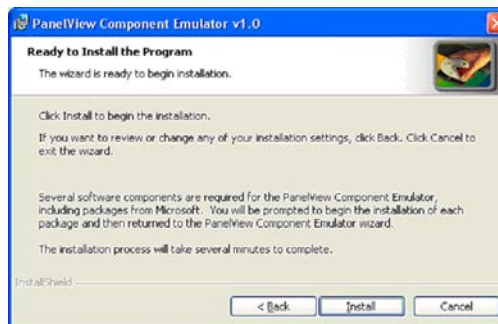 PanelView Component Emulator v1.0
Ready to Install the Program
The wizard is ready to begin installation.
Click Install to begin the installation.
If you want to review or change any of your installation settings, click Back. Click Cancel to
exit the wizard.
Several software components are required for the PanelView Component Emulator,
including packages from Microsoft. You will be prompted to begin the installation of each
package and then returned to the PanelView Component Emulator wizard.
The installation process will take several minutes to complete.
InstallShield
< Back Install Cancel